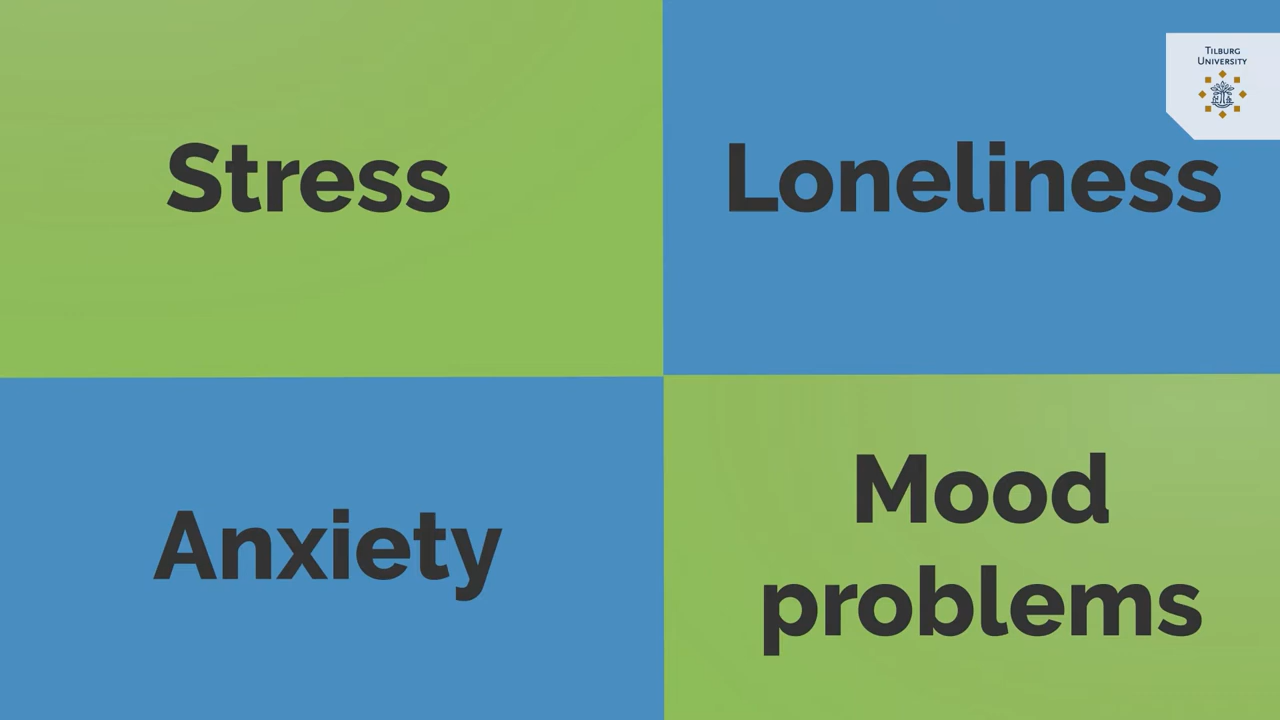 Stress
Loneliness
TILBURG
UNIVERSITY
Anxiety
Mood
problems